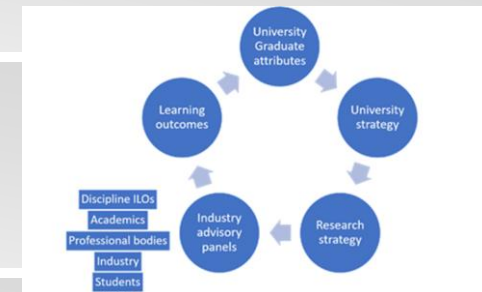 University
Graduate
attributes
University
strategy
Research
strategy
Industry
advisory
panels
Learning
outcomes
Discipline ILOs
Academics
Professional bodies
Industry
Students